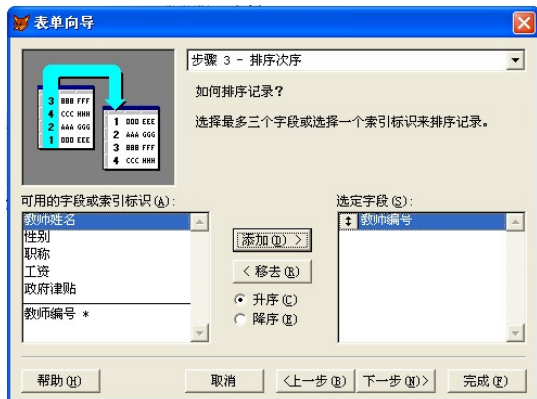 表单向导
步骤 3 - 排序次序
如何排序记录？
选择最多三个字段或选择一个索引标识来排序记录。
3 BBB FFF
4 CCC HHH
2 AAA GGG
1 DDD EEE
1 DDD EEE
2 AAA GGG
3 BBB FFF
4 CCC HHH
可用的字段或索引标识(A):
教师姓名
性别
职称
工资
政府津贴
教师编号 *
添加(D) >
< 移去(R)
升序(C)
降序(E)
选定字段(S):
教师编号
帮助(H)
取消
<上一步(B)
下一步(N)>
完成(F)